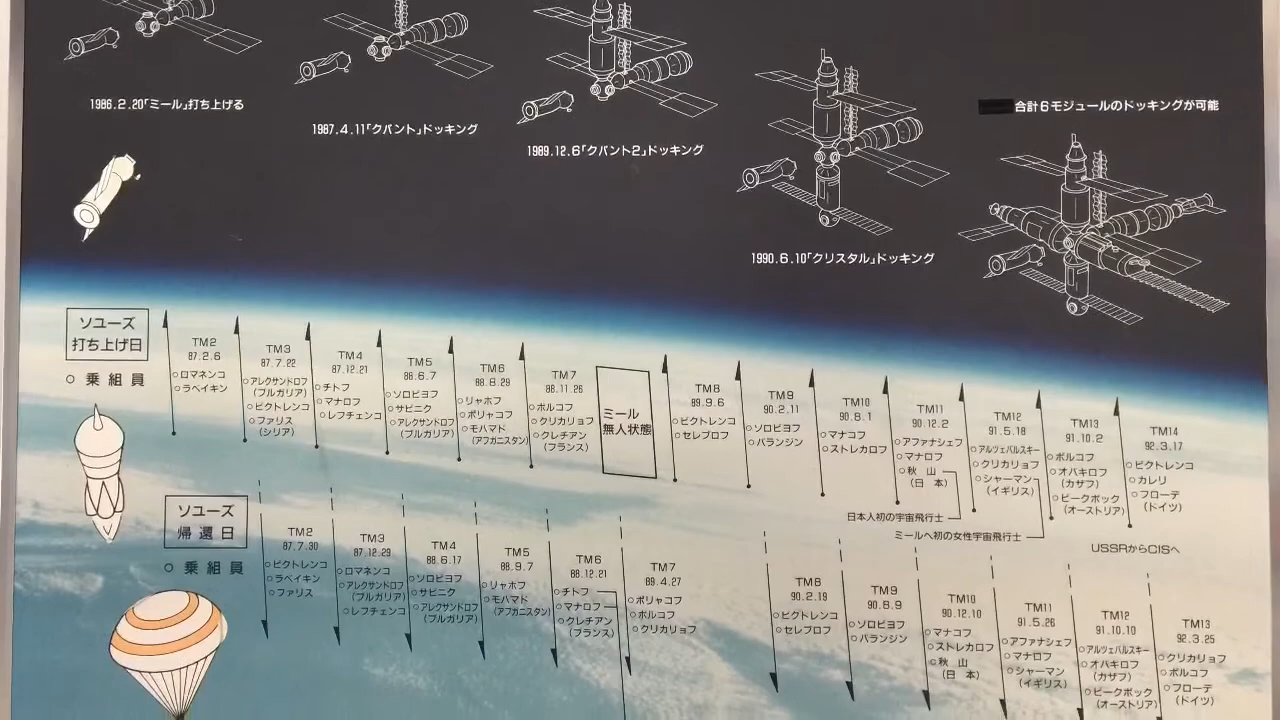 1986.2.20｢ミール｣打ち上げる
1987.4.11｢クバント｣ドッキング
1989.12.6｢クバント2｣ドッキング
1990.6.10｢クリスタル｣ドッキング
合計6モジュールのドッキングが可能
ソユーズ
打ち上げ日
○ 乗組員
TM2
87.2.6
○ロマネンコ
○ラベイキン
TM3
87.7.22
○アレクサンドロフ
(ブルガリア)
○ビクトレンコ
○ファリス
(シリア)
TM4
87.12.21
○チトフ
○マナロフ
○レフチェンコ
TM5
88.6.7
○ソロビヨフ
○サビニク
○アレクサンドロフ
(ブルガリア)
TM6
88.8.29
○リャホフ
○ポリャコフ
○モハマド
(アフガニスタン)
TM7
88.11.26
○ボルコフ
○クリカリョフ
○クレチアン
(フランス)
ミール
無人状態
TM8
89.9.6
○ビクトレンコ
○セレブロフ
TM9
90.2.11
○ソロビヨフ
○バランジン
TM10
90.8.1
○マナコフ
○ストレカロフ
TM11
90.12.2
○アファナシェフ
○マナロフ
○秋 山
(日 本)
日本人初の宇宙飛行士
TM12
91.5.18
○アルツェバルスキー
○クリカリョフ
○シャーマン
(イギリス)
ミールへ初の女性宇宙飛行士
TM13
91.10.2
○ボルコフ
○オバキロフ
(カザフ)
○ビークボック
(オーストリア)
TM14
92.3.17
○ビクトレンコ
○カレリ
○フローデ
(ドイツ)
USSRからCISへ
ソユーズ
帰還日
○ 乗組員
TM2
87.7.30
○ビクトレンコ
○ラベイキン
○ファリス
TM3
87.12.29
○ロマネンコ
○アレクサンドロフ
(ブルガリア)
○レフチェンコ
TM4
88.6.17
○ソロビヨフ
○サビニク
○アレクサンドロフ
(ブルガリア)
TM5
88.9.7
○リャホフ
○モハマド
(アフガニスタン)
TM6
88.12.21
○チトフ
○マナロフ
○クレチアン
(フランス)
TM7
89.4.27
○ポリャコフ
○ボルコフ
○クリカリョフ
TM8
90.2.19
○ビクトレンコ
○セレブロフ
TM9
90.8.9
○ソロビヨフ
○バランジン
TM10
90.12.10
○マナコフ
○ストレカロフ
○秋 山
(日 本)
TM11
91.5.26
○アファナシェフ
○マナロフ
○シャーマン
(イギリス)
TM12
91.10.10
○アルツェバルスキー
○オバキロフ
(カザフ)
○ビークボック
(オーストリア)
TM13
92.3.25
○クリカリョフ
○ボルコフ
○フローデ
(ドイツ)